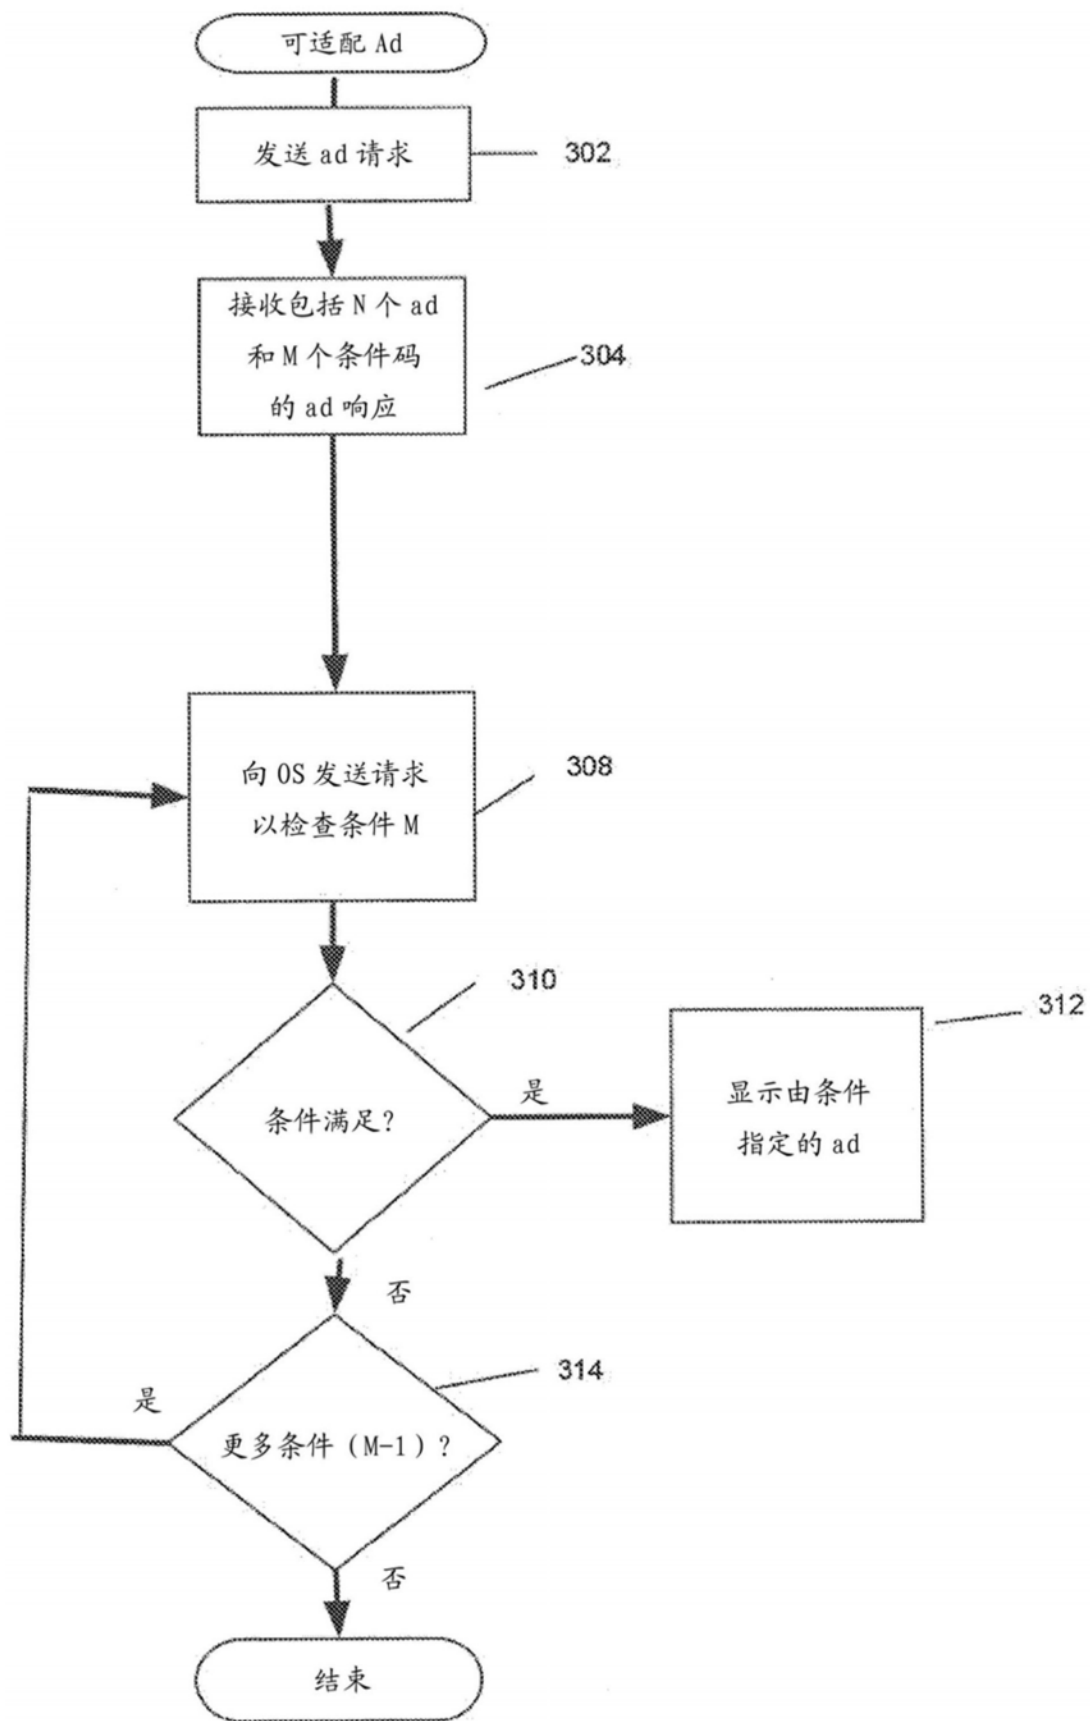 可适配 Ad
发送 ad 请求
302
接收包括 N 个 ad
和 M 个条件码
的 ad 响应
304
向 OS 发送请求
以检查条件 M
308
310
条件满足?
是
312
显示由条件
指定的 ad
否
314
是
更多条件（M-1）?
否
结束